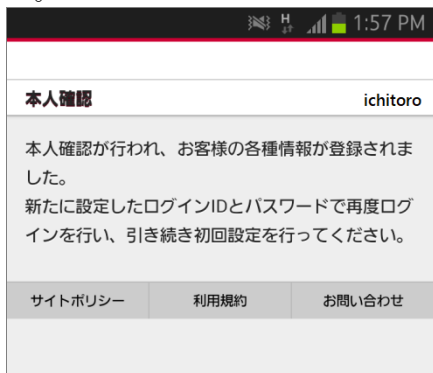 H
1:57 PM
本人確認
ichitoro
本人確認が行われ、お客様の各種情報が登録されま
した。
新たに設定したログインIDとパスワードで再度ログ
インを行い、引き続き初回設定を行ってください。
サイトポリシー
利用規約
お問い合わせ